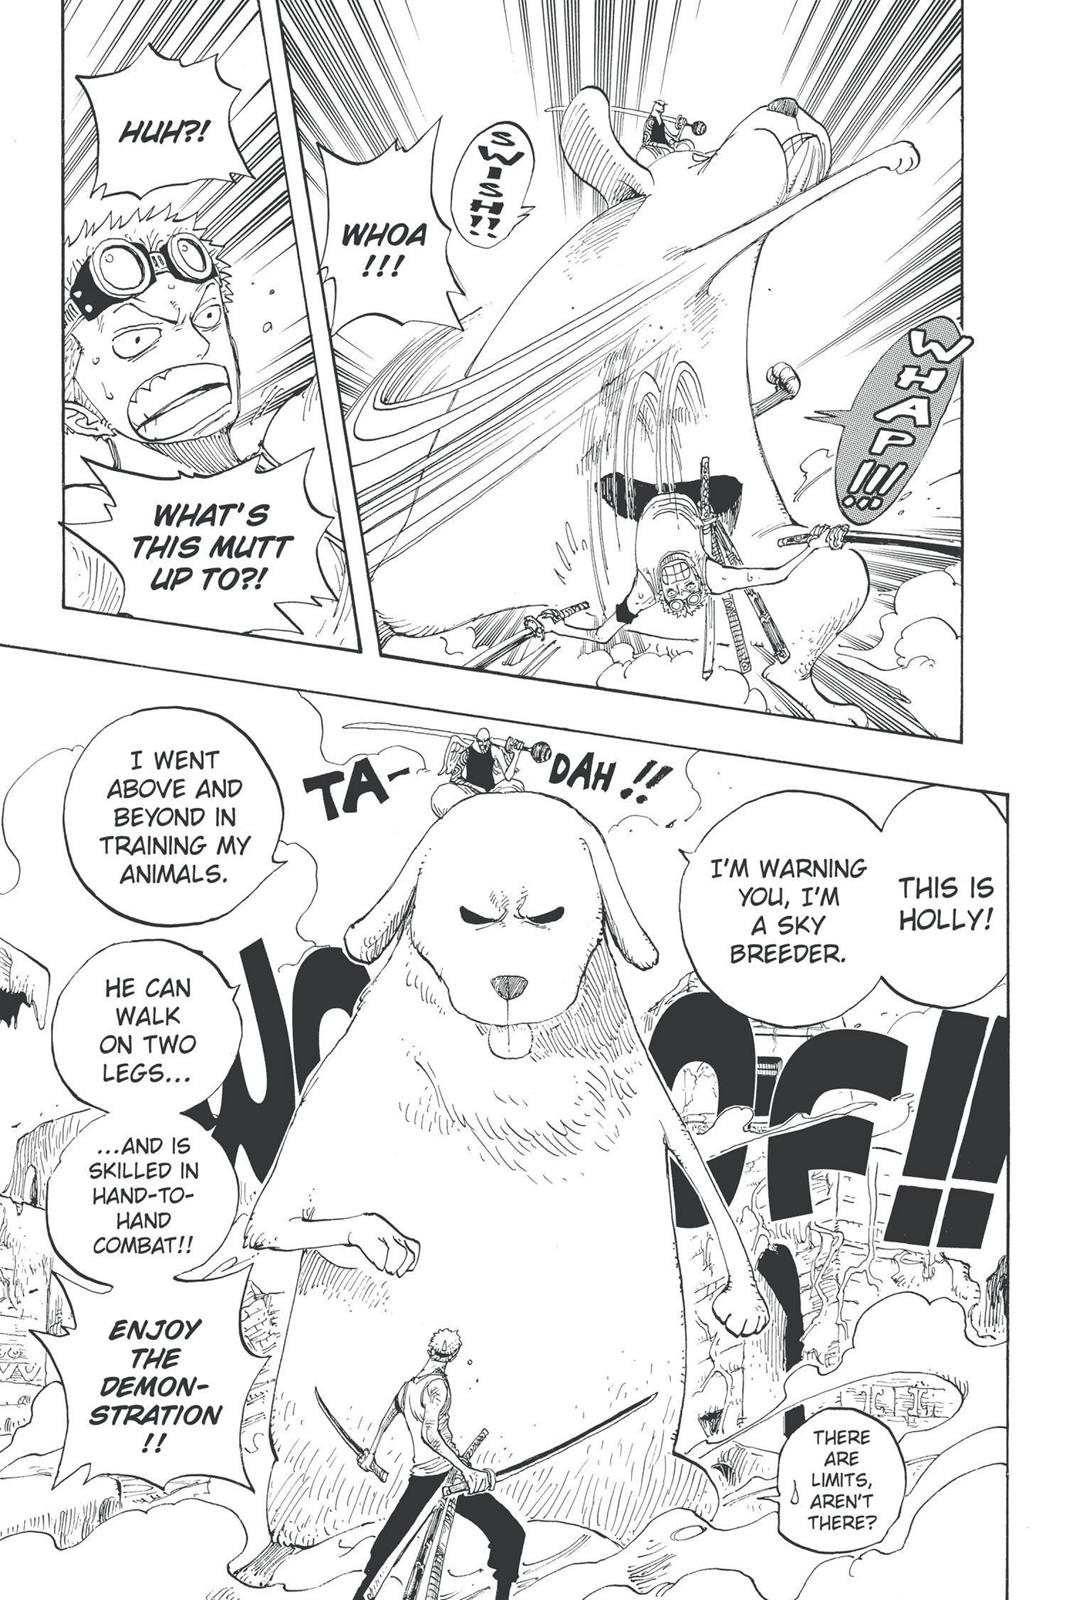 WHAP!!!
SWISH!!
WHOA
!!!
HUH?!
WHAT'S
THIS MUTT
UP TO?!
THIS IS
HOLLY!
I'M WARNING
YOU, I'M
A SKY
BREEDER.
TA-
DAH!!
I WENT
ABOVE AND
BEYOND IN
TRAINING MY
ANIMALS.
HE CAN
WALK
ON TWO
LEGS...
...AND IS
SKILLED IN
HAND-TO-
HAND
COMBAT!!
ENJOY
THE
DEMON-
STRATION
!!
WOOF!!
THERE
ARE
LIMITS,
AREN'T
THERE?